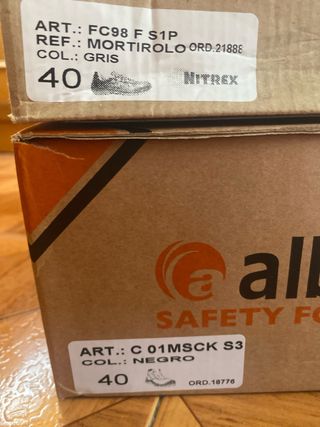 ART.: FC98 F S1P
REF.: MORTIROLO ORD.21888
COL.: GRIS
40 NITREX
a alb
SAFETY FO
ART.: C 01MSCK S3
COL.: NEGRO
40 ORD.18776